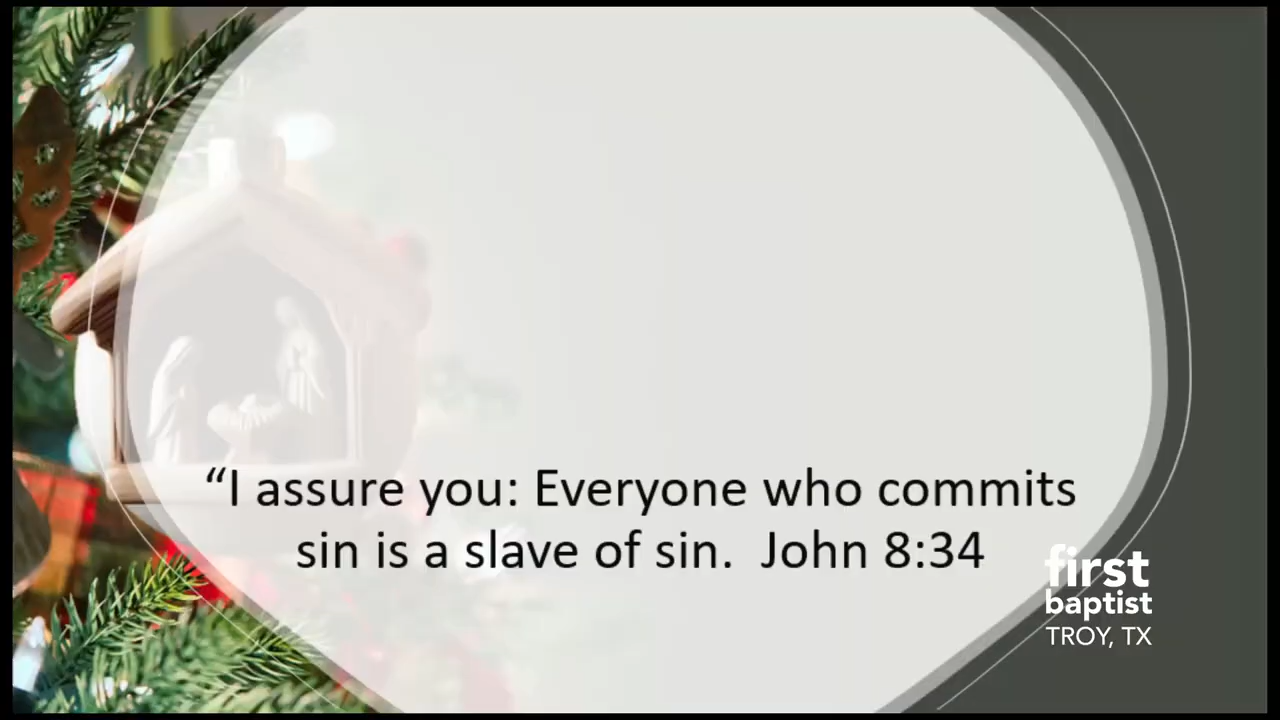 “I assure you: Everyone who commits
sin is a slave of sin.  John 8:34
first
baptist
TROY, TX